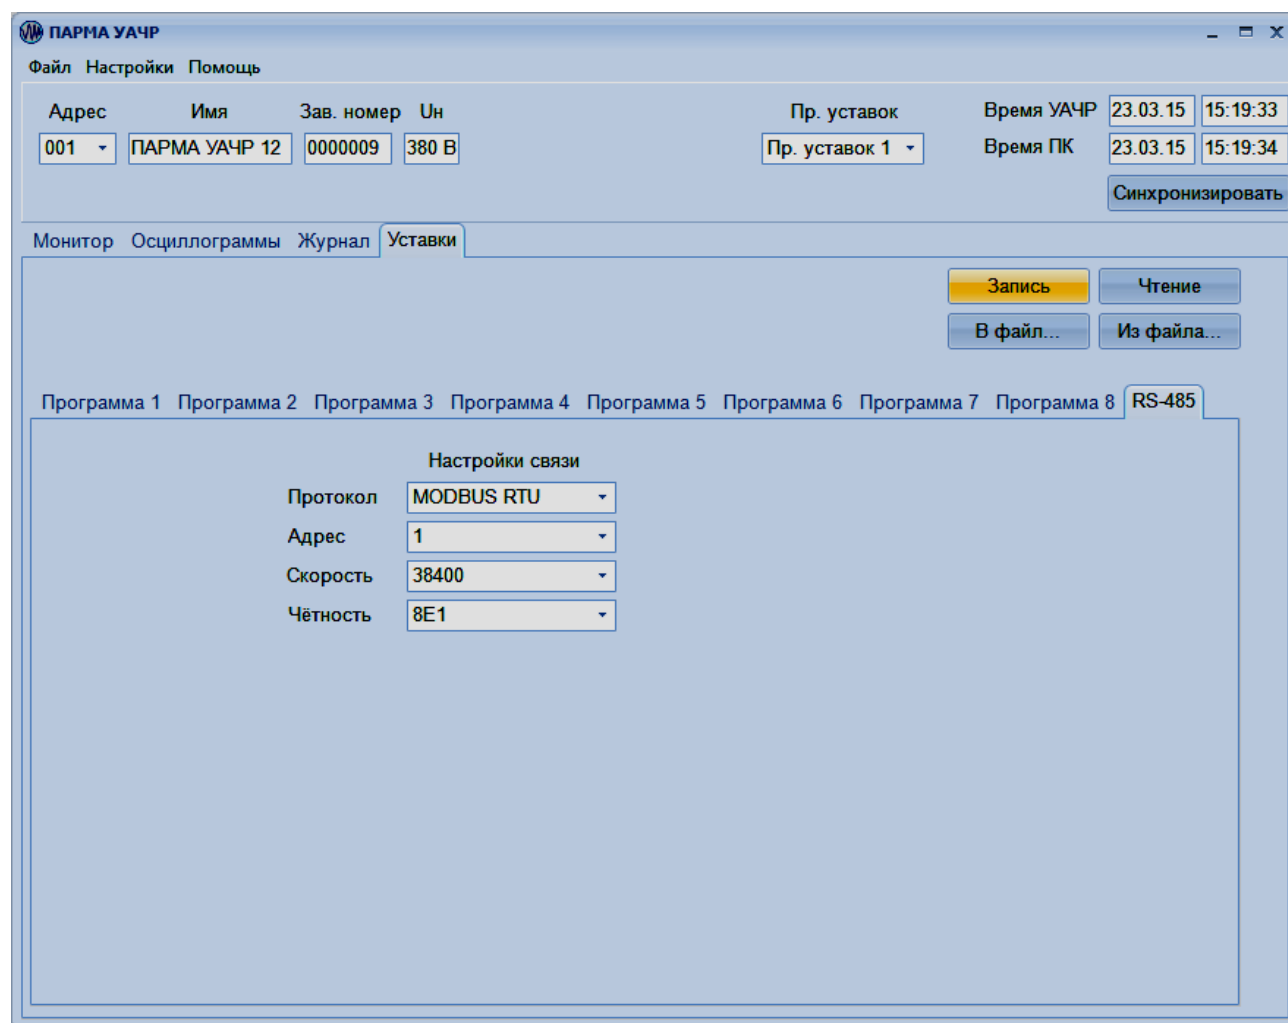 ПАРМА УАЧР
Файл Настройки Помощь
Адрес Имя Зав. номер Uн Пр. уставок Время УАЧР 23.03.15 15:19:33
001 ПАРМА УАЧР 12 0000009 380 В Пр. уставок 1 Время ПК 23.03.15 15:19:34
Синхронизировать
Монитор Осциллограммы Журнал Уставки
Запись Чтение
В файл... Из файла...
Программа 1 Программа 2 Программа 3 Программа 4 Программа 5 Программа 6 Программа 7 Программа 8 RS-485
Настройки связи
Протокол MODBUS RTU
Адрес 1
Скорость 38400
Чётность 8E1